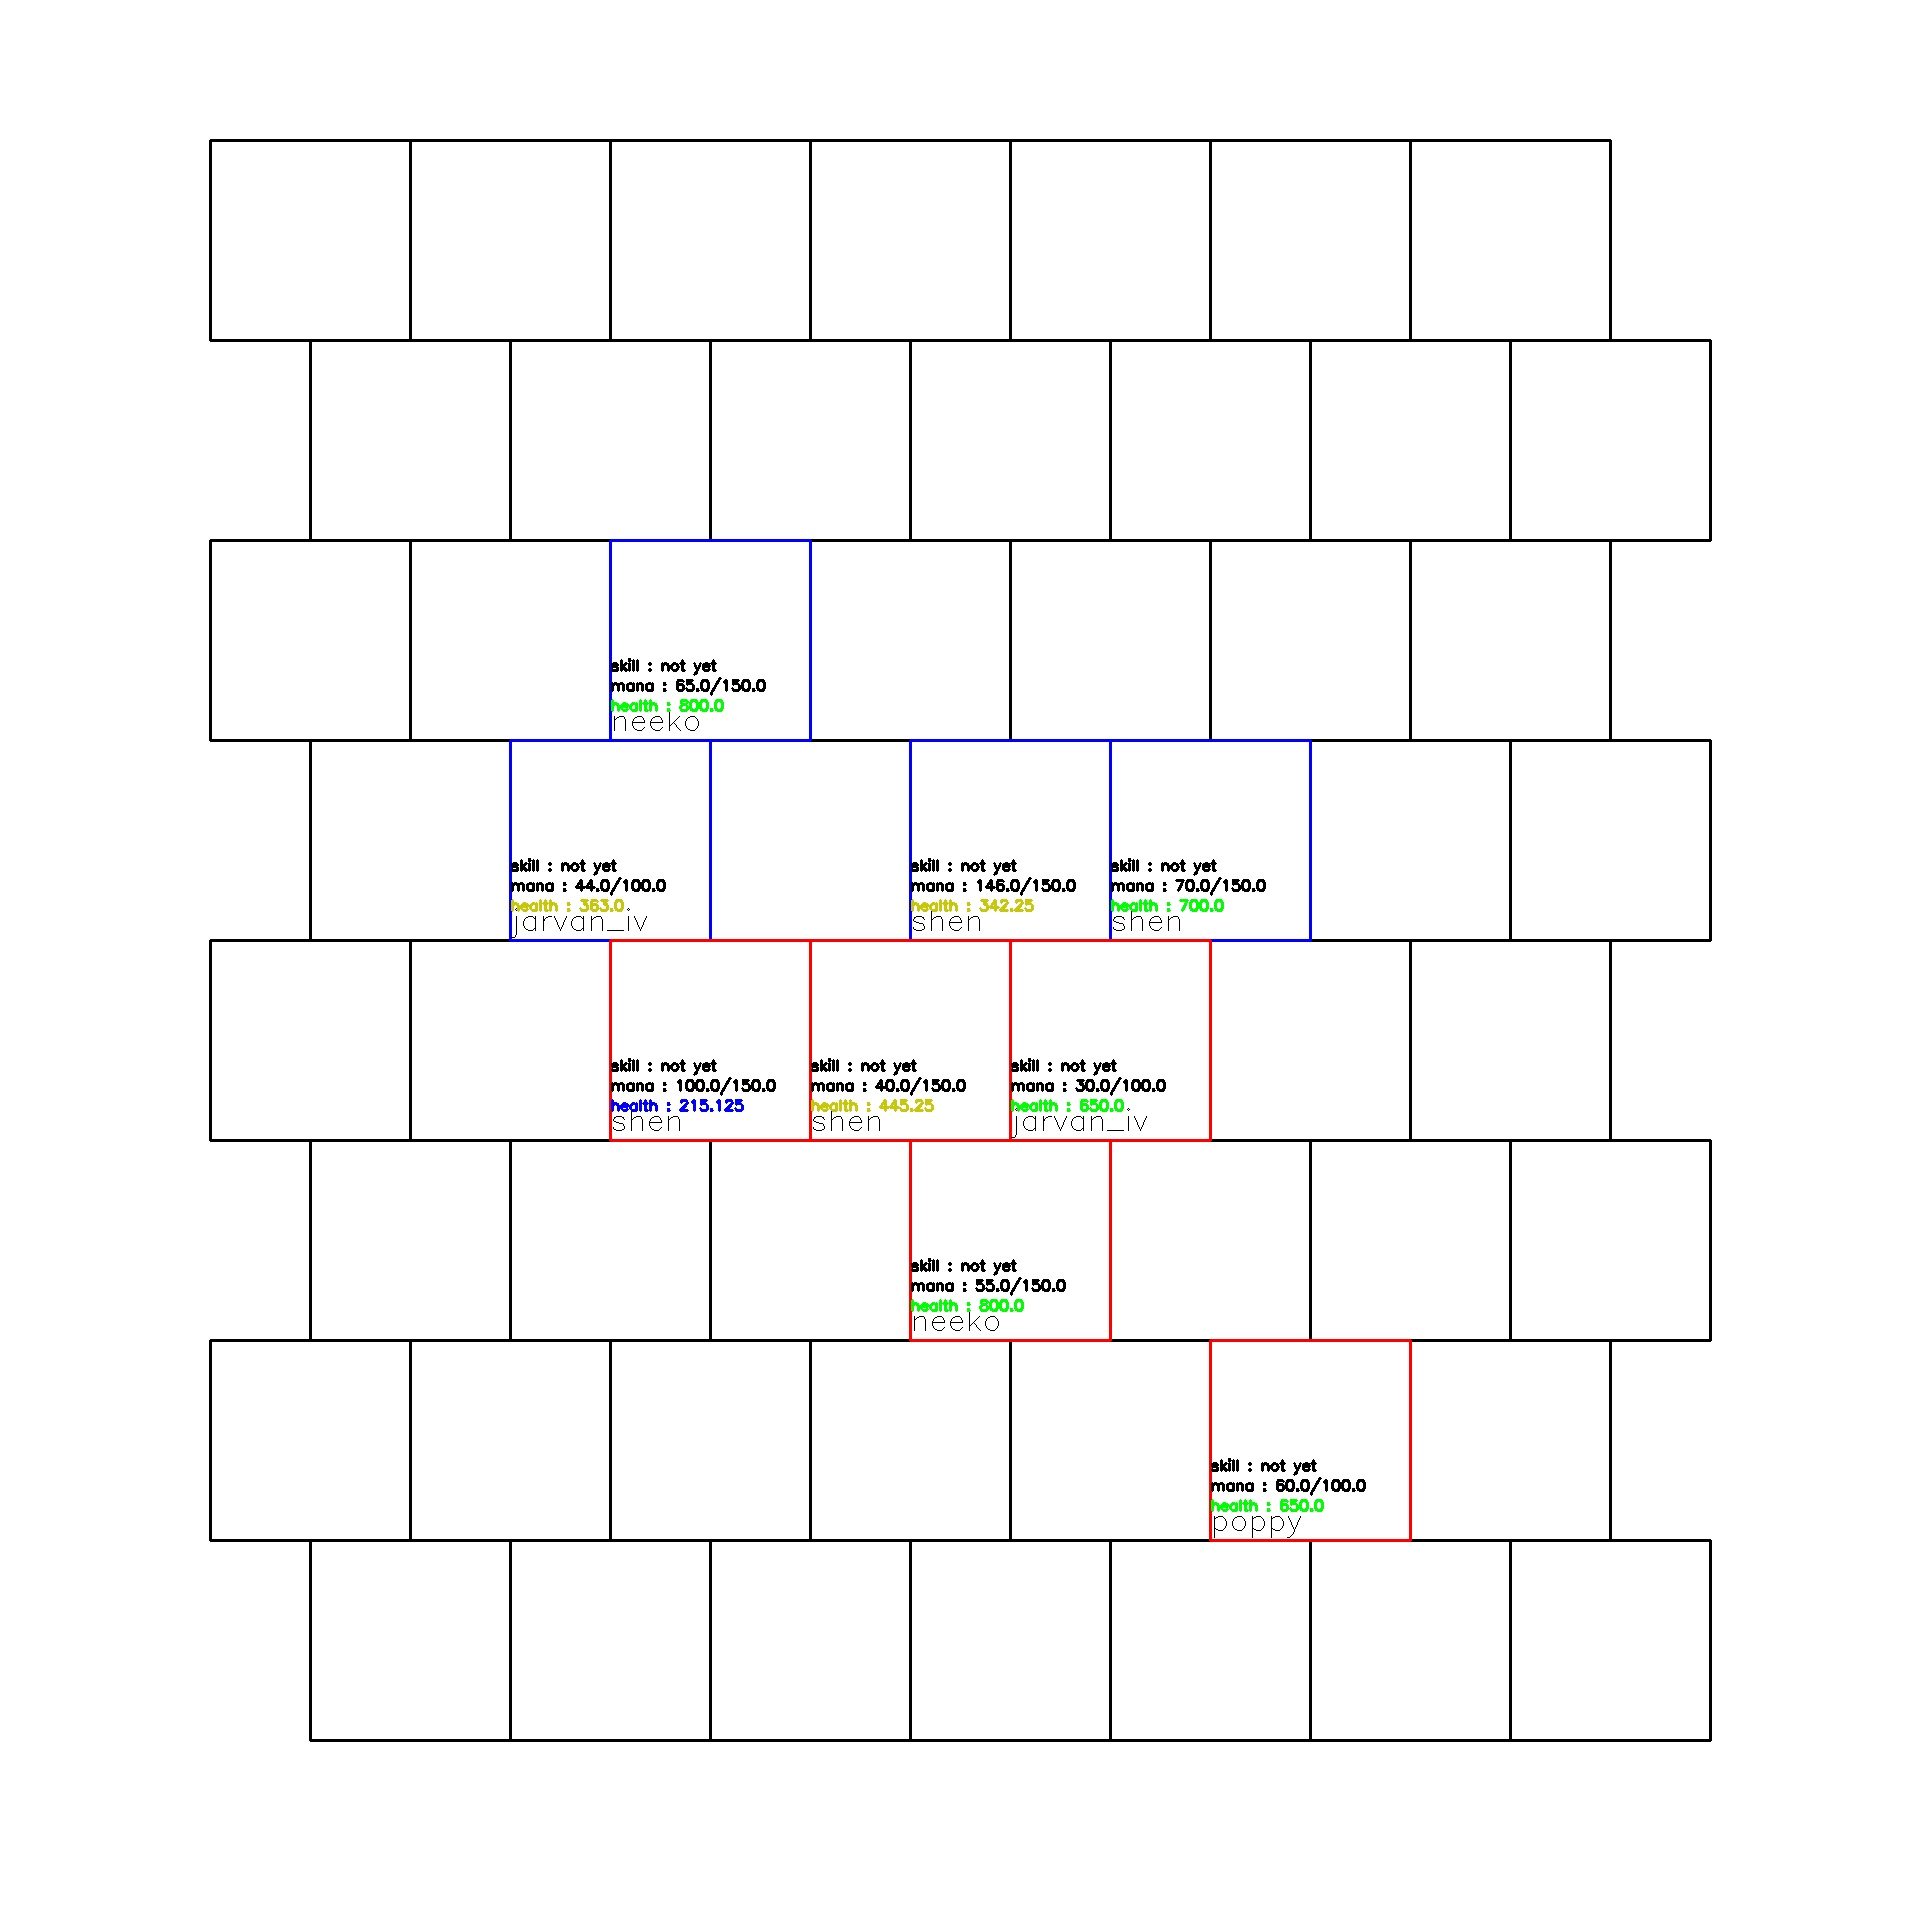 skill : not yet
mana : 65.0/150.0
health : 800.0
neeko
skill : not yet
mana : 44.0/100.0
health : 363.0
jarvan_iv
skill : not yet
mana : 146.0/150.0
health : 342.25
shen
skill : not yet
mana : 70.0/150.0
health : 700.0
shen
skill : not yet
mana : 100.0/150.0
health : 215.125
shen
skill : not yet
mana : 40.0/150.0
health : 445.25
shen
skill : not yet
mana : 30.0/100.0
health : 650.0
jarvan_iv
skill : not yet
mana : 55.0/150.0
health : 800.0
neeko
skill : not yet
mana : 60.0/100.0
health : 650.0
poppy